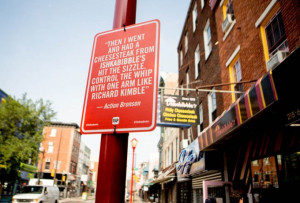 "THEN I WENT
AND HAD A
CHEESESTEAK FROM
ISHKABIBBLE'S
HIT THE SIZZLE,
CONTROL THE WHIP
WITH ONE ARM LIKE
RICHARD KIMBLE"
— Action Bronson
Ishkabibble's